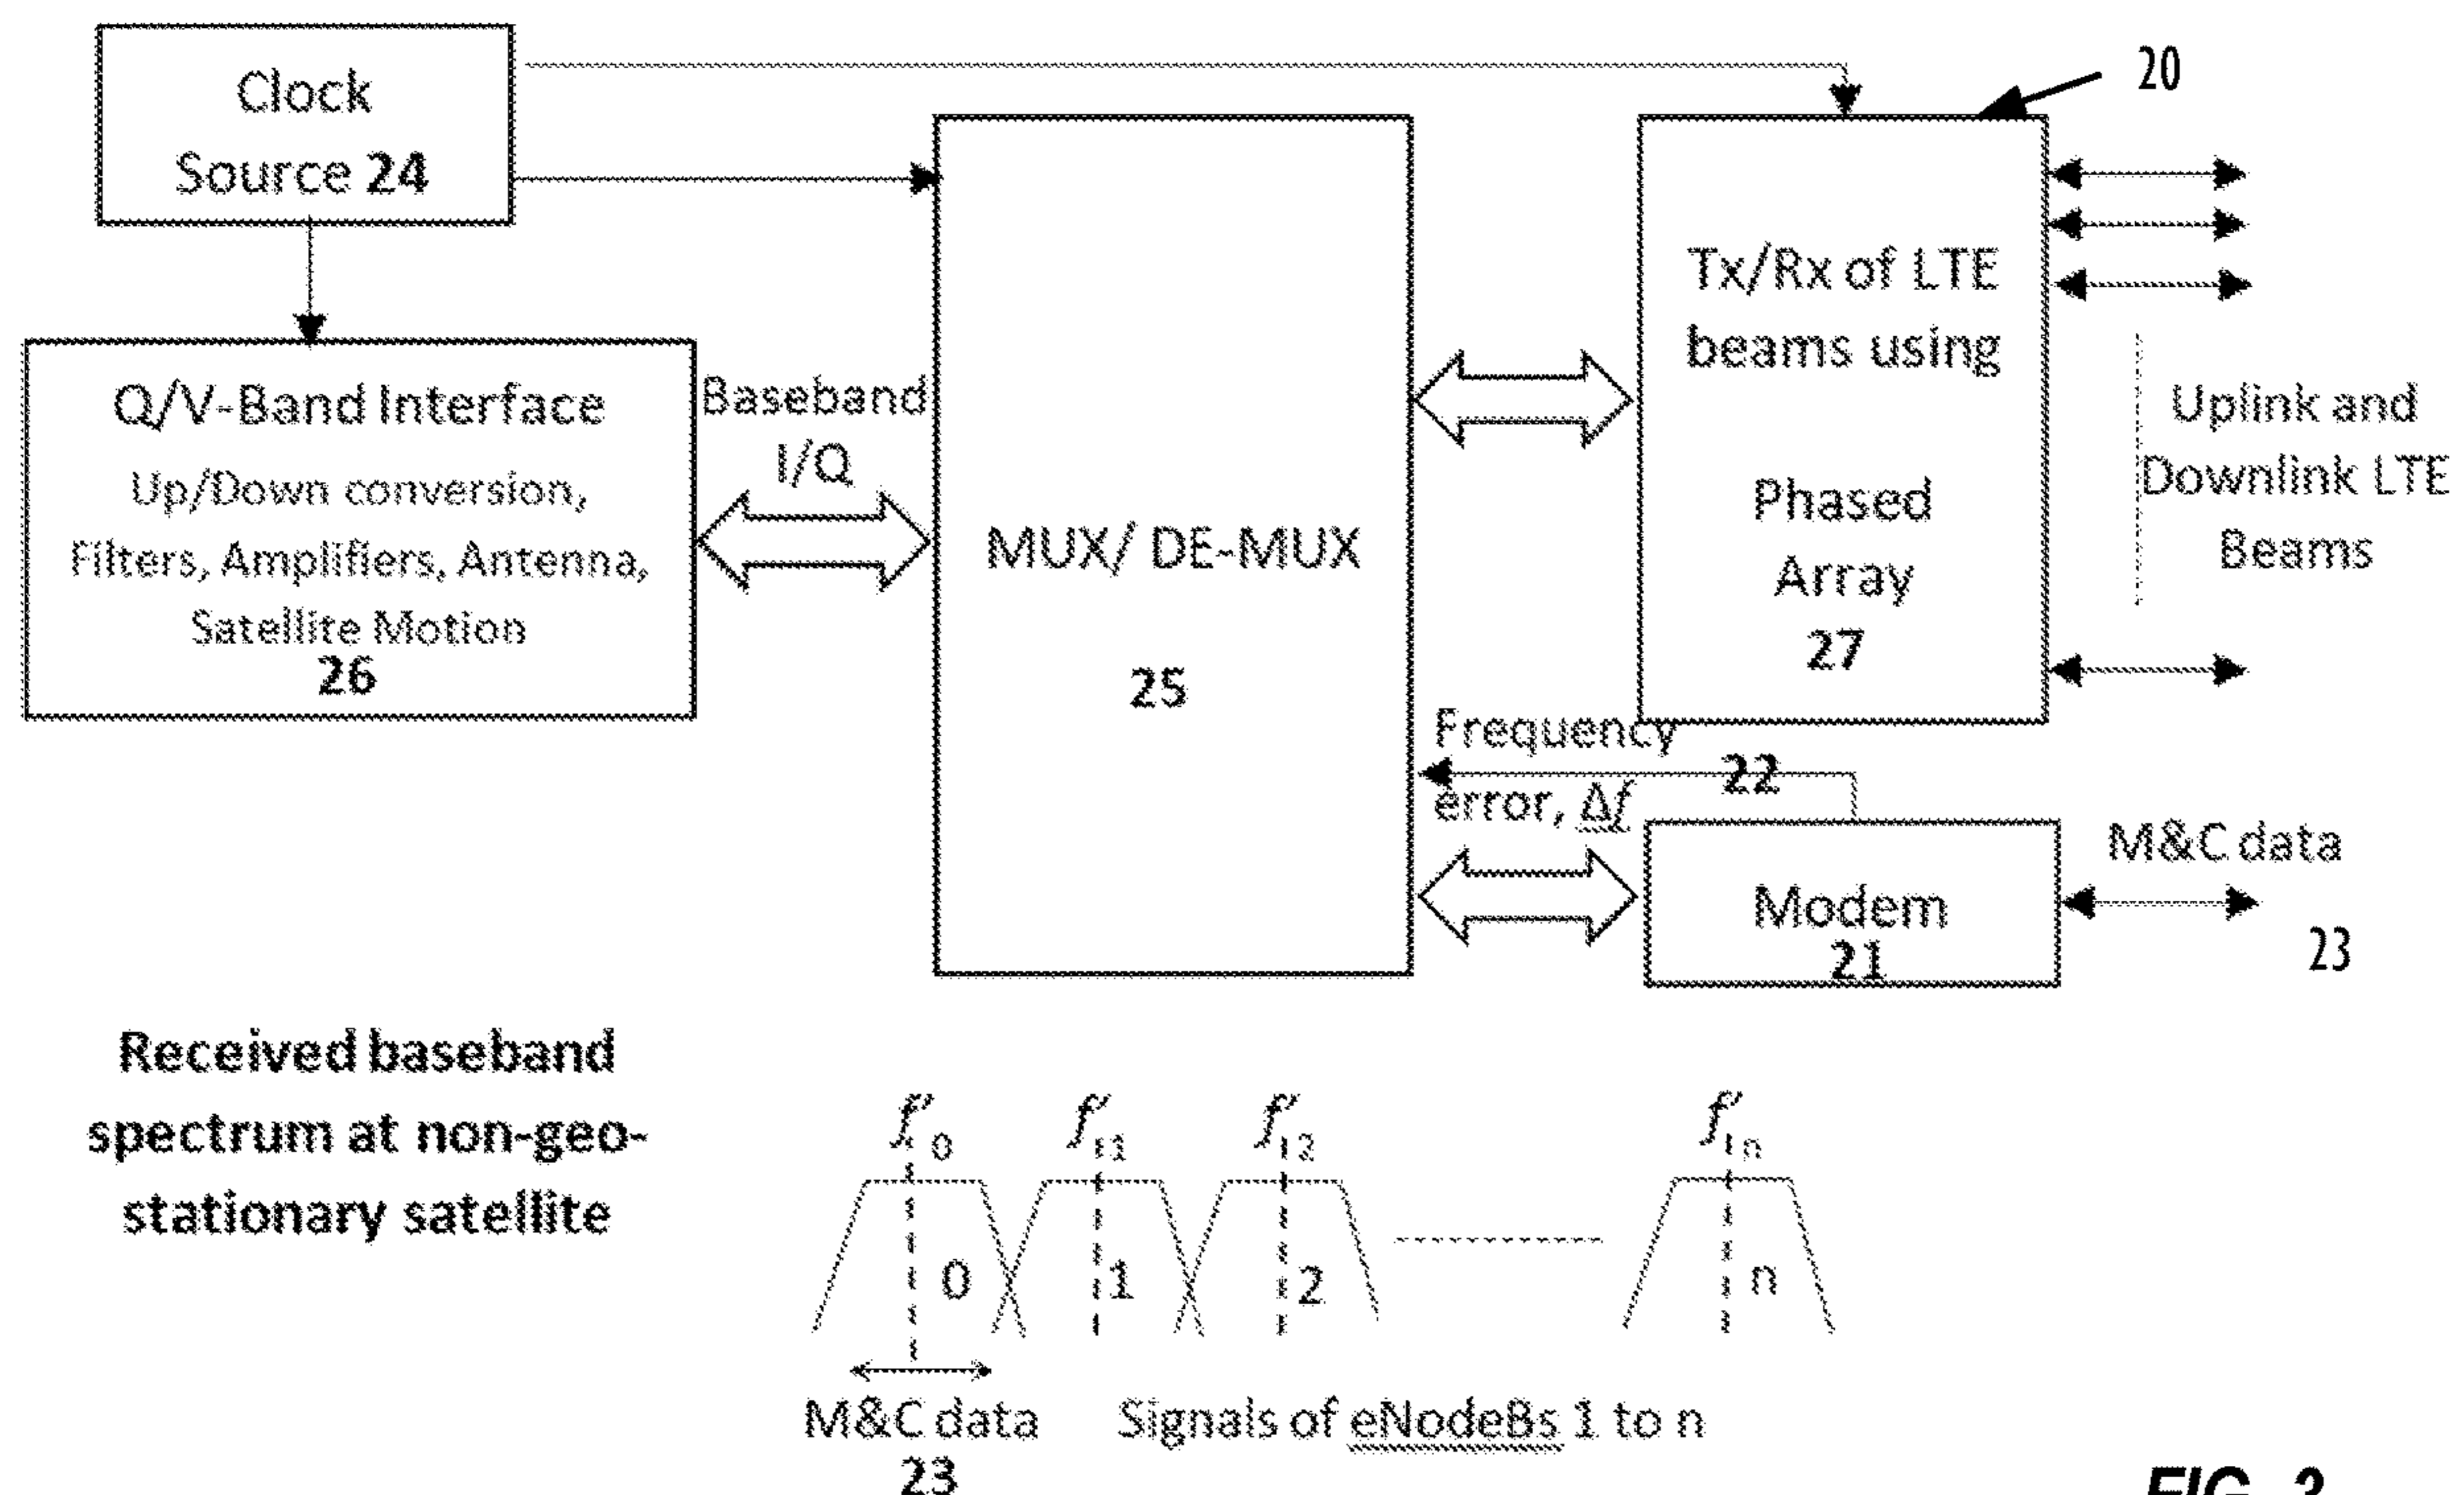 Clock
Source 24
20
Q/V-Band Interface
Up/Down conversion,
Filters, Amplifiers, Antenna,
Satellite Motion
26
Baseband
I/Q
MUX/ DE-MUX
25
Tx/Rx of LTE
beams using
Phased
Array
27
Uplink and
Downlink LTE
Beams
Frequency
22
error, Δf
Modem
21
M&C data
23
Received baseband
spectrum at non-geo-
stationary satellite
f'0 f'1 f'2 f'n
0 1 2 n
M&C data
23
Signals of eNodeBs 1 to n